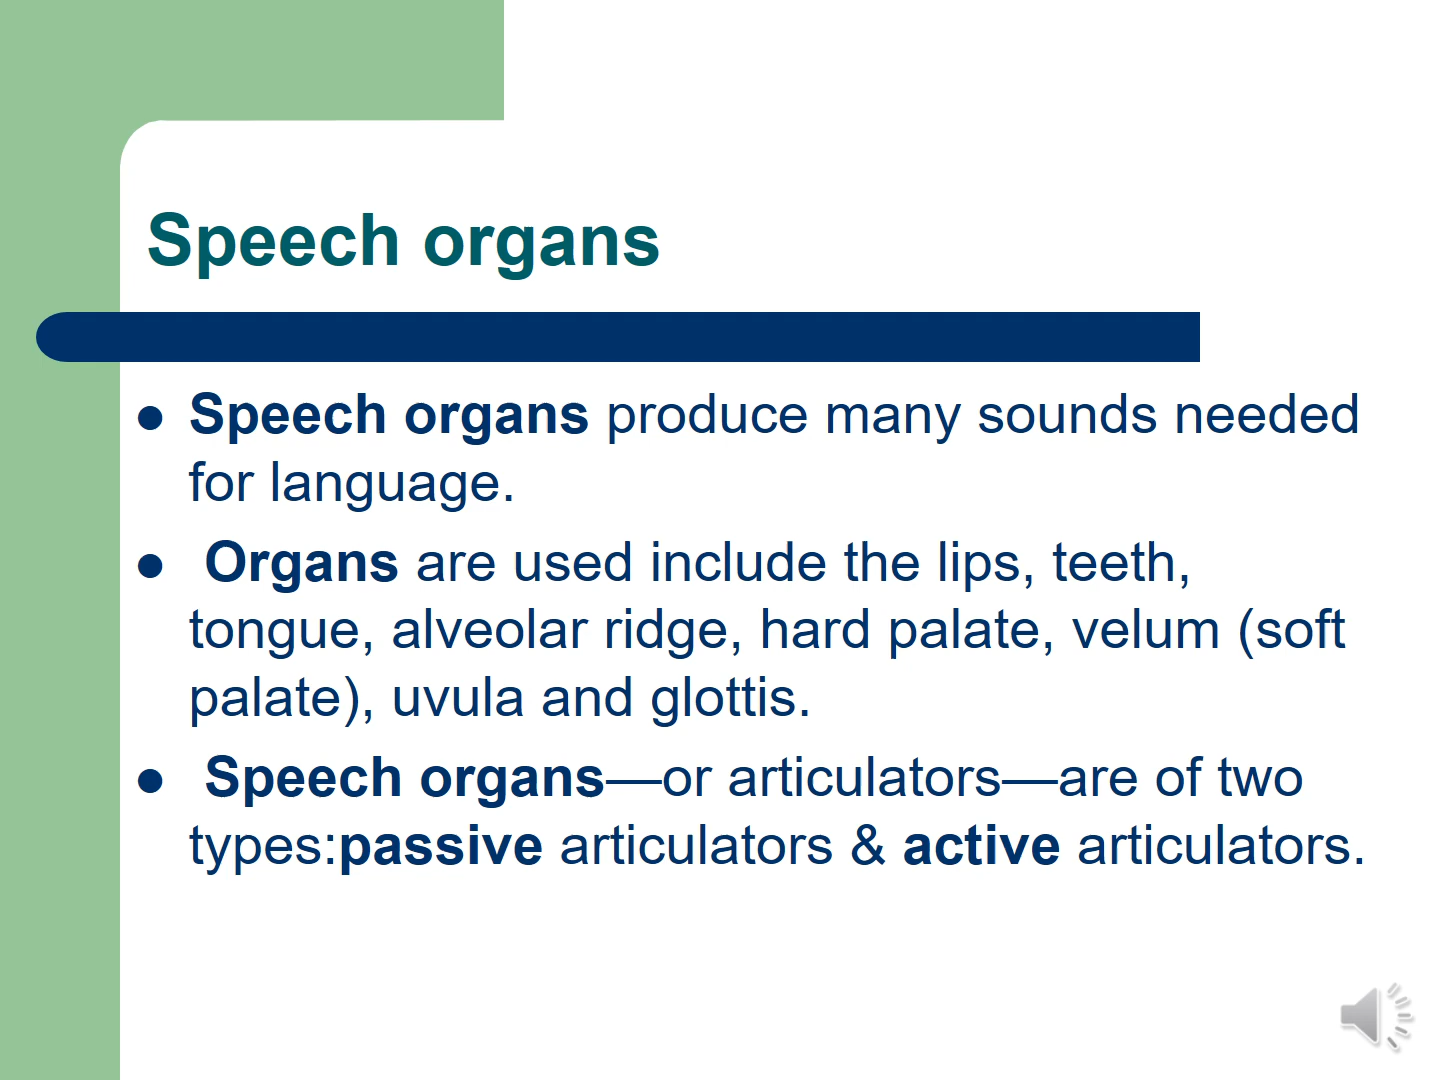 Speech organs
● Speech organs produce many sounds needed
for language.
● Organs are used include the lips, teeth,
tongue, alveolar ridge, hard palate, velum (soft
palate), uvula and glottis.
● Speech organs—or articulators—are of two
types:passive articulators & active articulators.